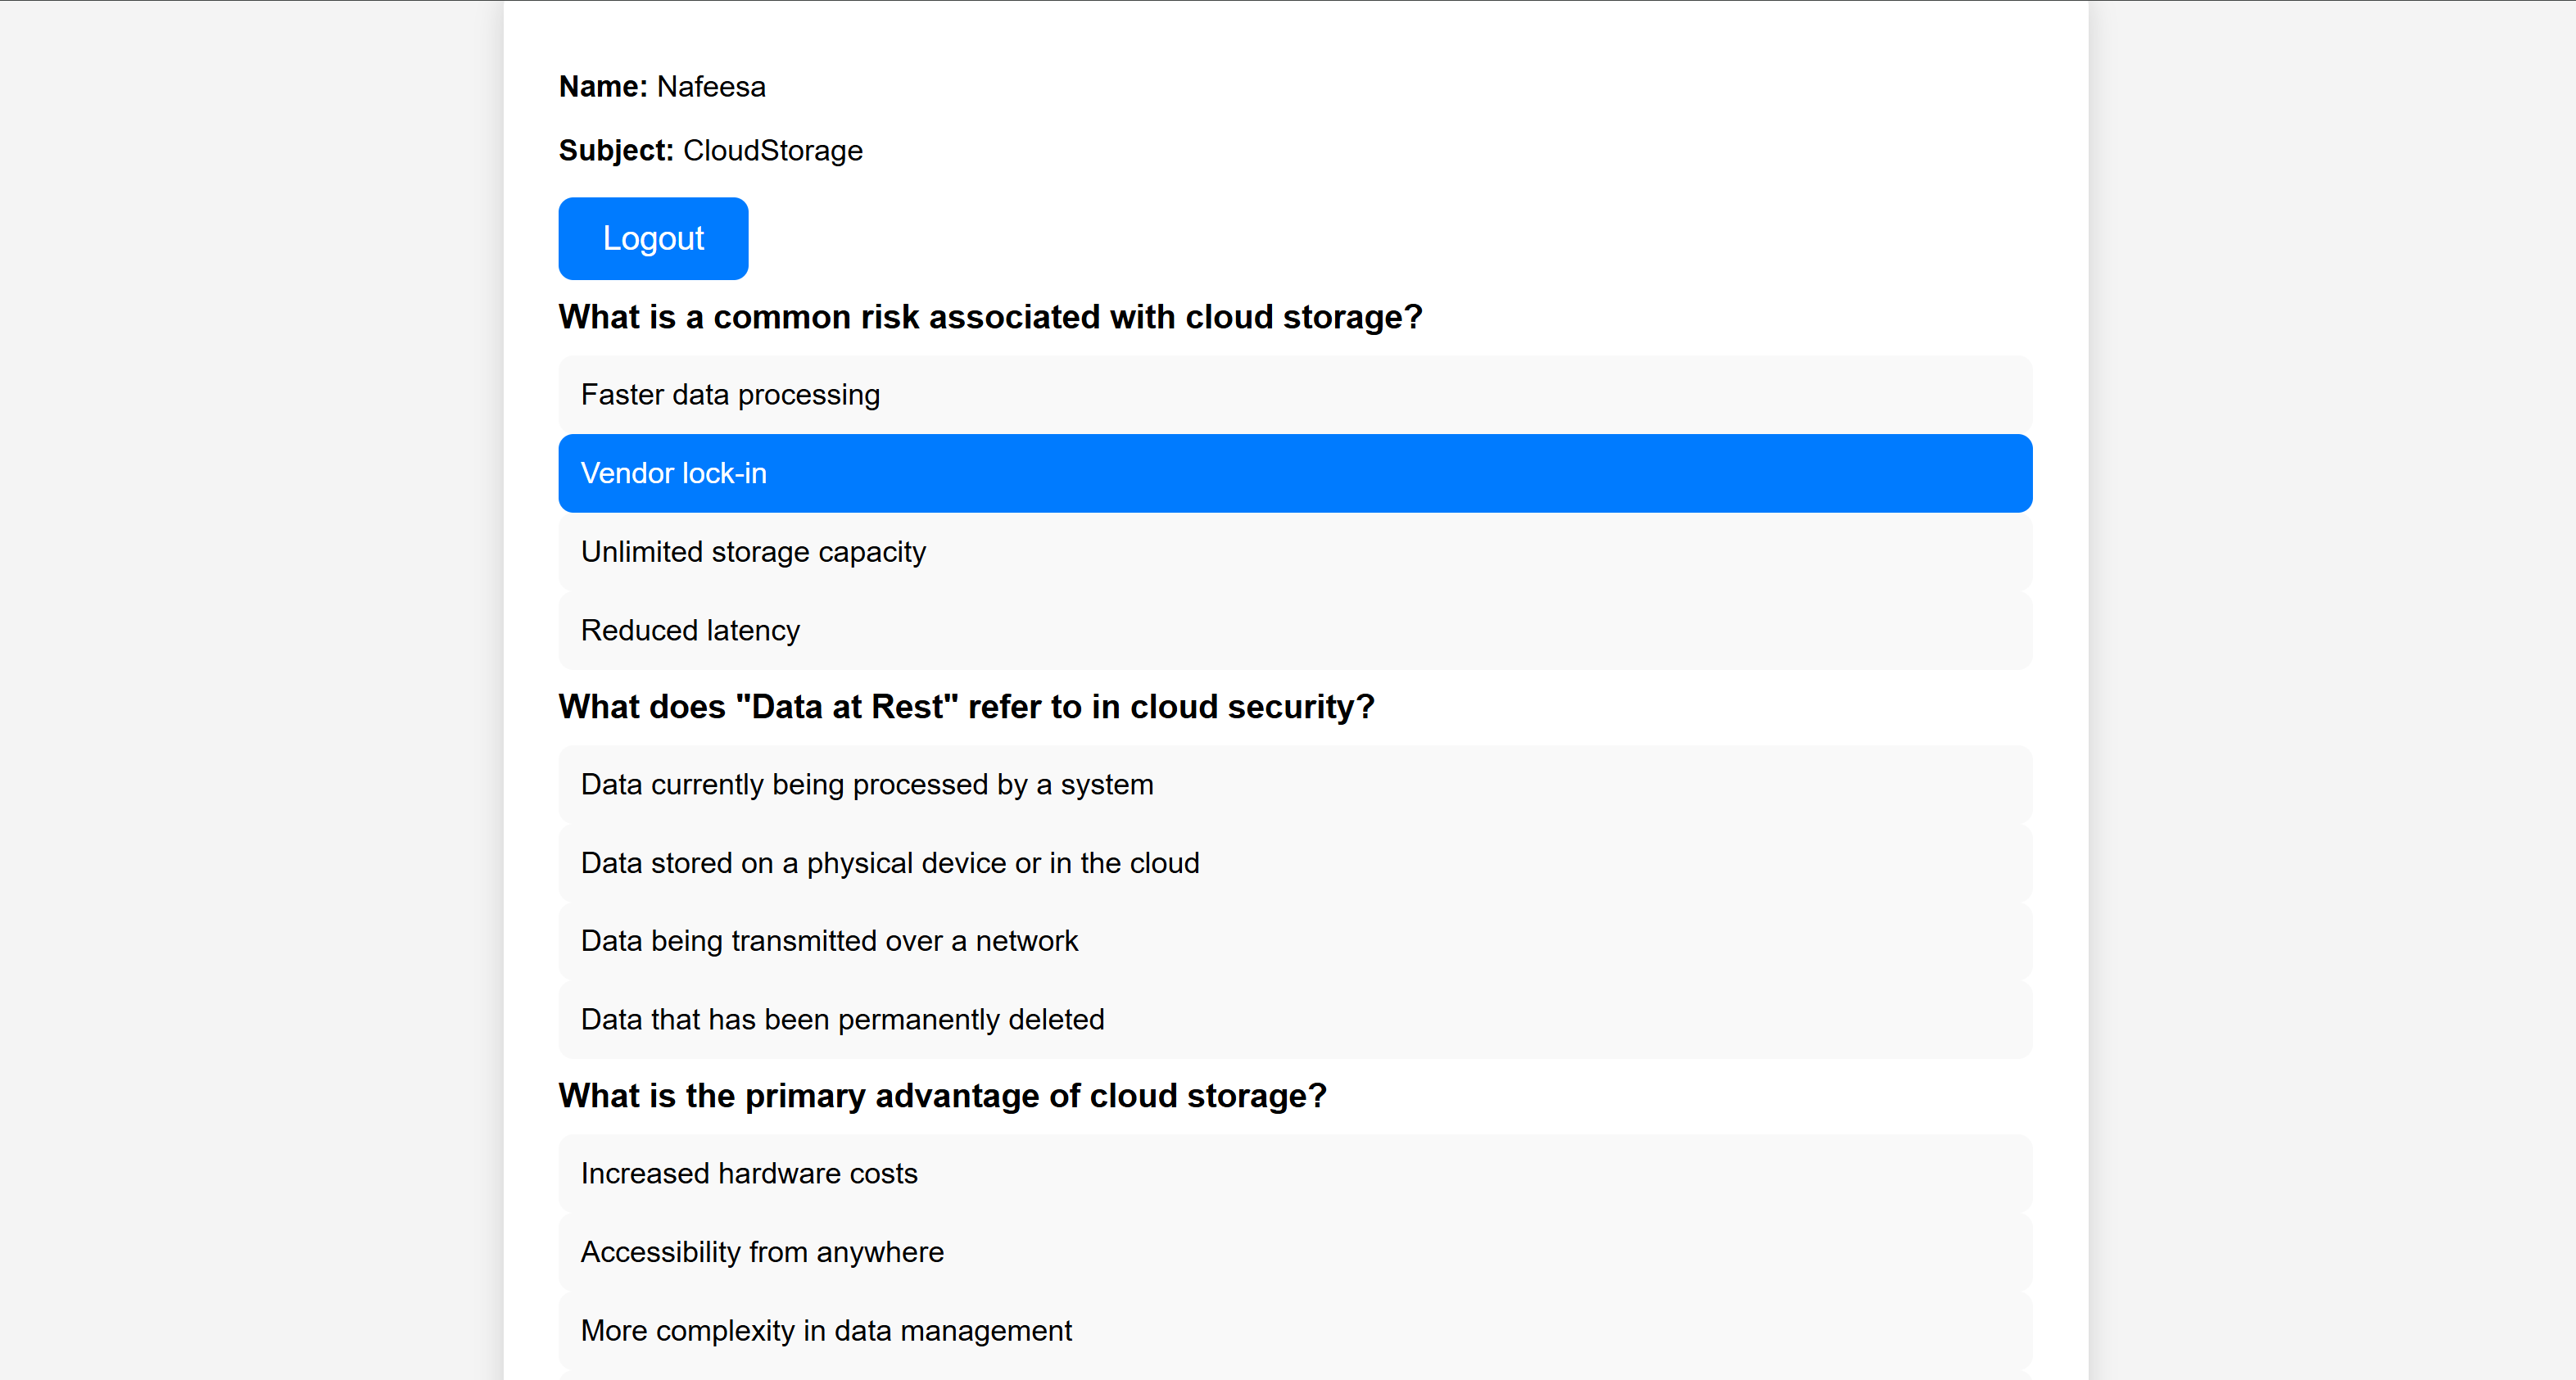 Name: Nafeesa
Subject: CloudStorage
Logout
What is a common risk associated with cloud storage?
Faster data processing
Vendor lock-in
Unlimited storage capacity
Reduced latency
What does "Data at Rest" refer to in cloud security?
Data currently being processed by a system
Data stored on a physical device or in the cloud
Data being transmitted over a network
Data that has been permanently deleted
What is the primary advantage of cloud storage?
Increased hardware costs
Accessibility from anywhere
More complexity in data management